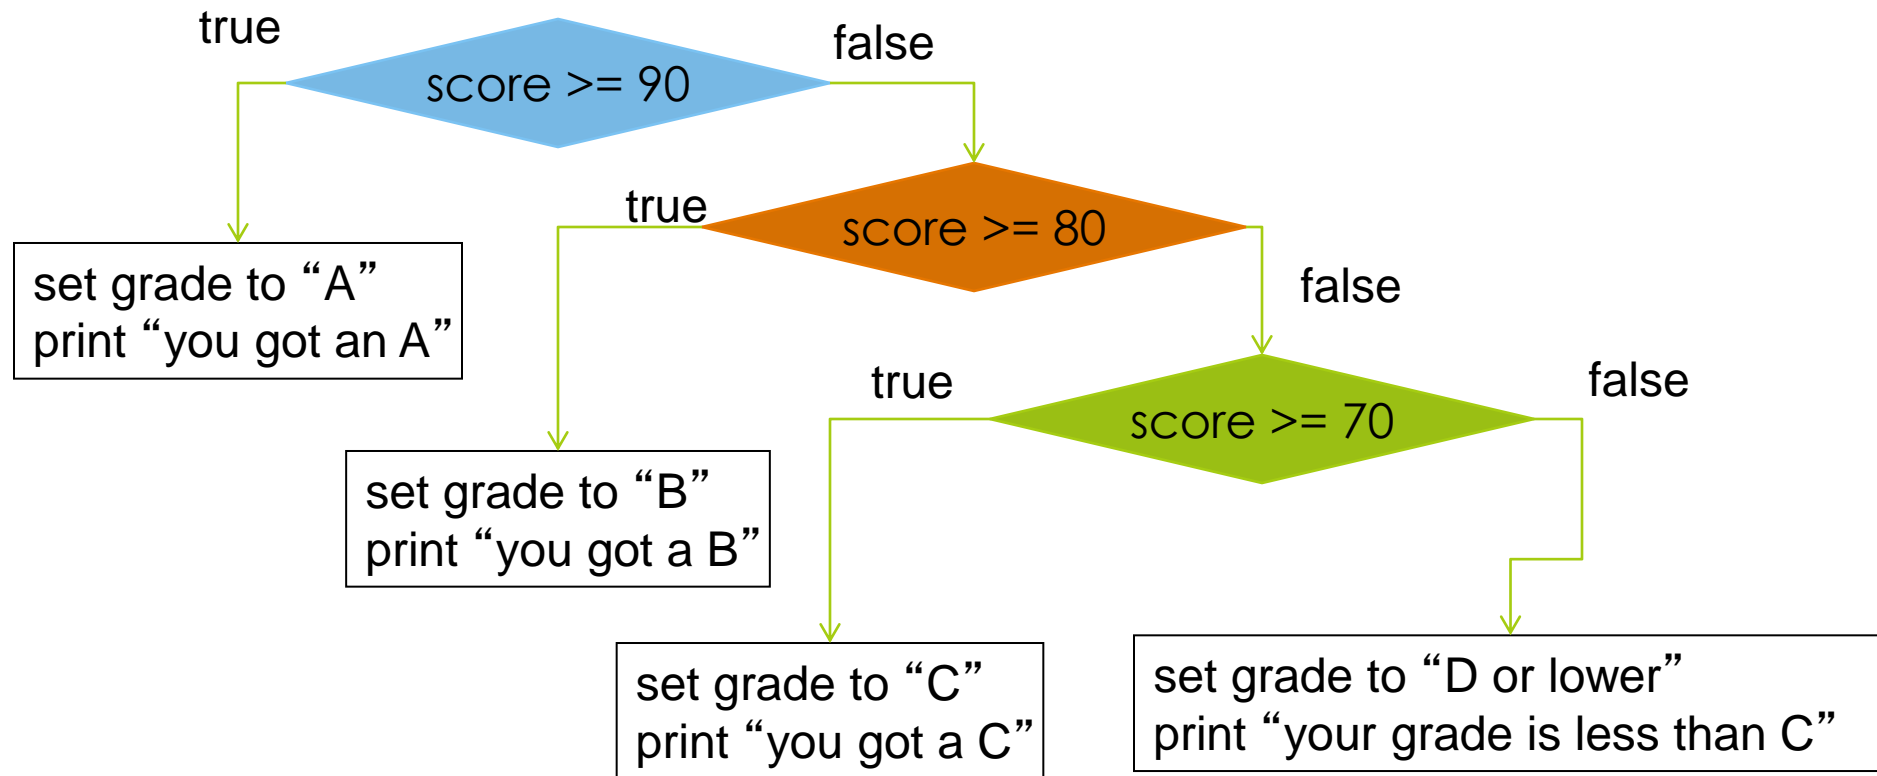 true
false
score >= 90
true
score >= 80
set grade to “A”
print “you got an A”
false
true
false
score >= 70
set grade to “B”
print “you got a B”
set grade to “C”
print “you got a C”
set grade to “D or lower”
print “your grade is less than C”